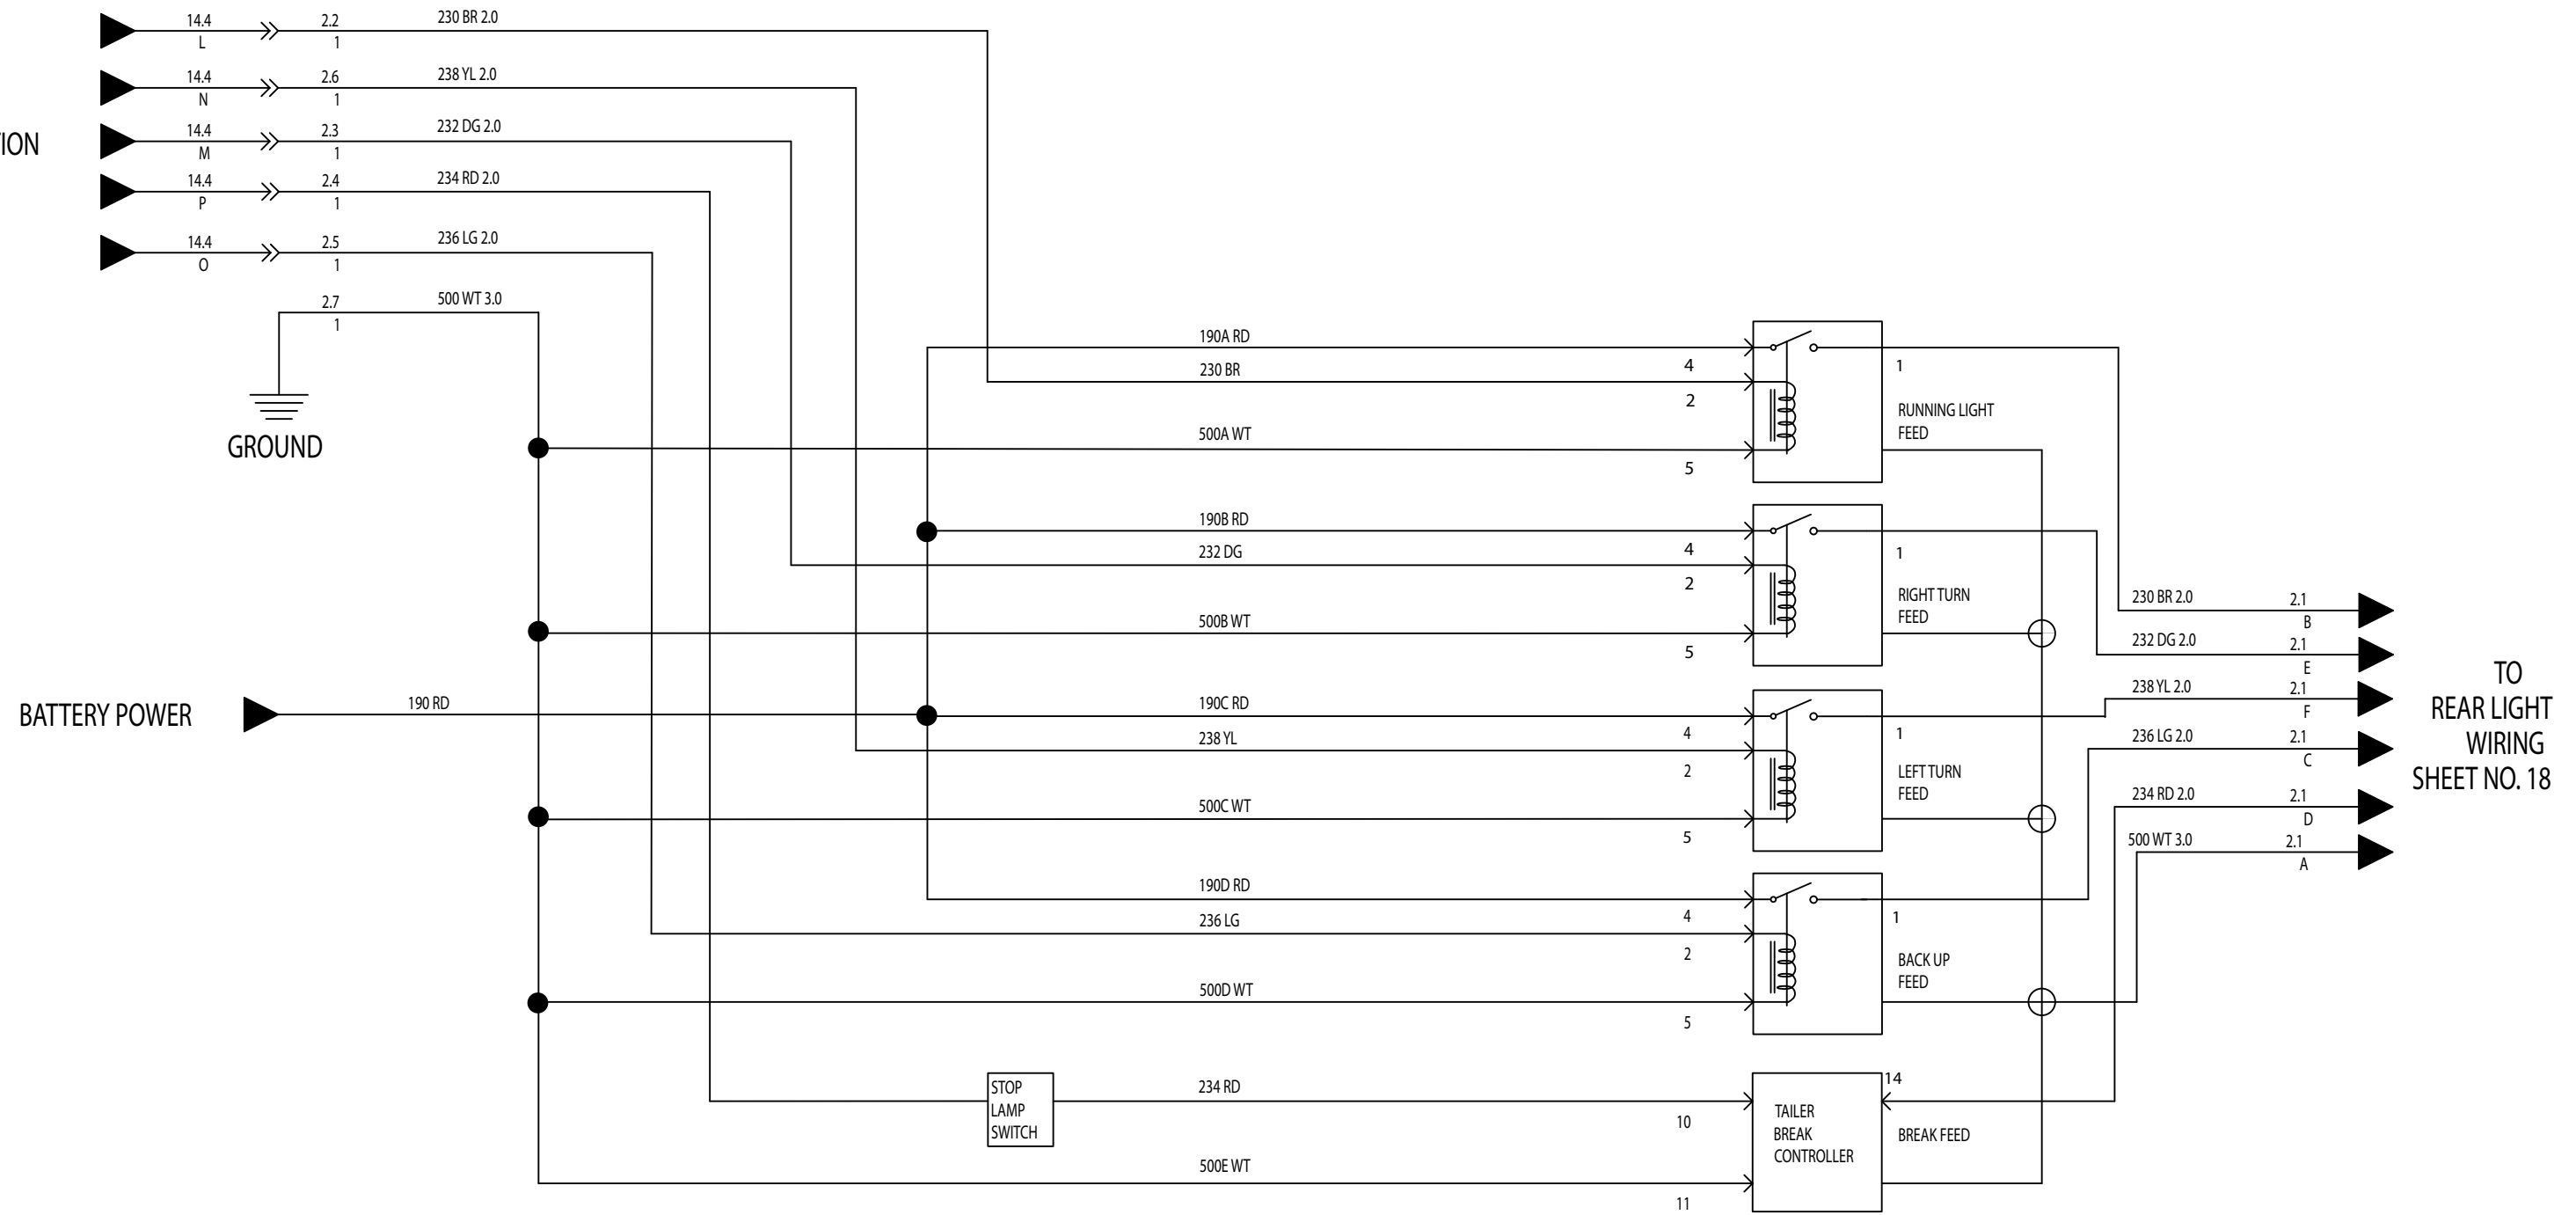 14.4
L
2.2
1
230 BR 2.0
14.4
N
2.6
1
238 YL 2.0
14.4
M
2.3
1
232 DG 2.0
14.4
P
2.4
1
234 RD 2.0
14.4
O
2.5
1
236 LG 2.0
2.7
1
500 WT 3.0
GROUND
BATTERY POWER
190 RD
190A RD
4
230 BR
2
500A WT
5
1
RUNNING LIGHT
FEED
190B RD
4
232 DG
2
500B WT
5
1
RIGHT TURN
FEED
190C RD
4
238 YL
2
500C WT
5
1
LEFT TURN
FEED
190D RD
4
236 LG
2
500D WT
5
1
BACK UP
FEED
STOP
LAMP
SWITCH
234 RD
10
500E WT
11
TAILER
BREAK
CONTROLLER
14
BREAK FEED
230 BR 2.0
2.1
B
232 DG 2.0
2.1
E
238 YL 2.0
2.1
F
236 LG 2.0
2.1
C
234 RD 2.0
2.1
D
500 WT 3.0
2.1
A
TO
REAR LIGHT
WIRING
SHEET NO. 18